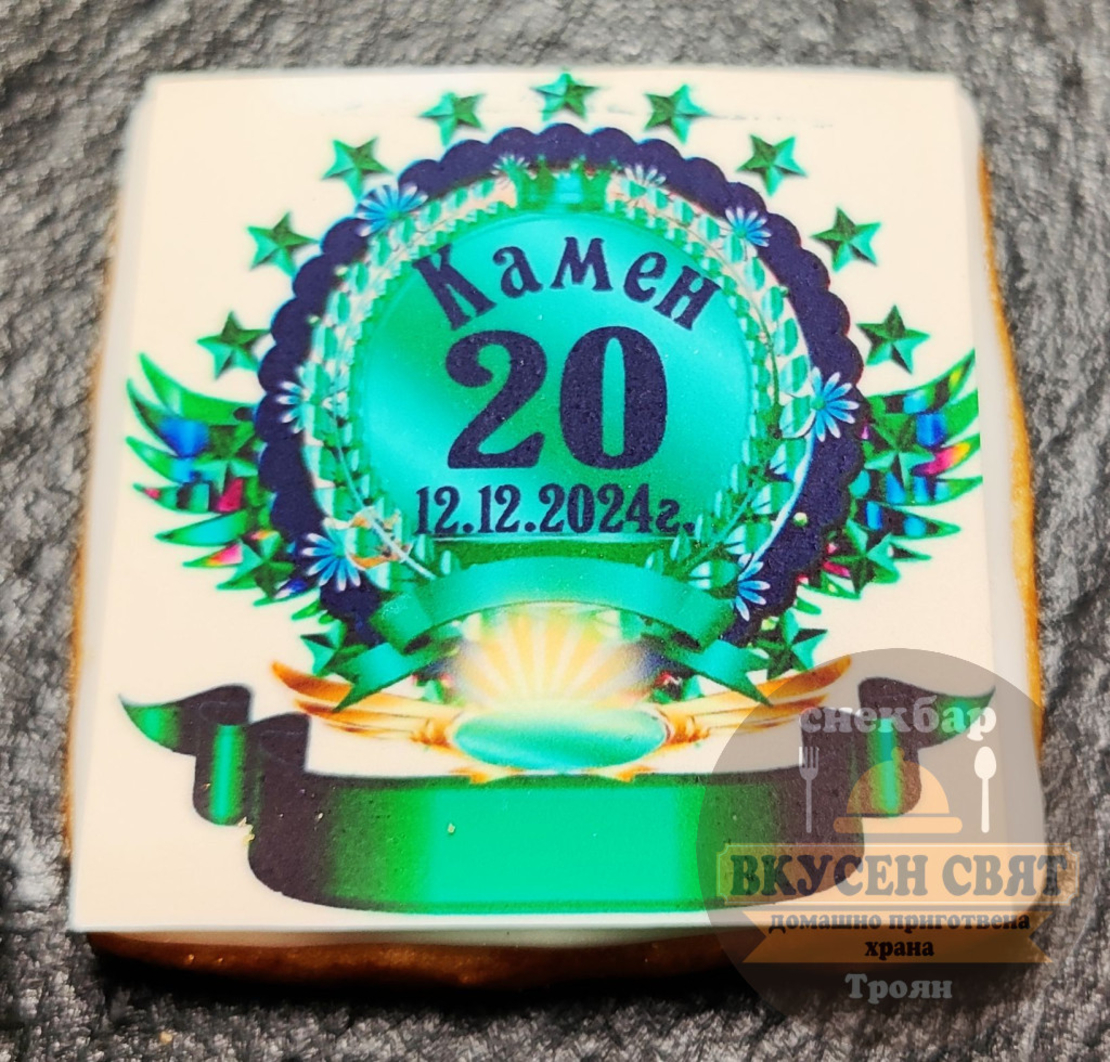 Камен
20
12.12.2024г.
снекбар
ВКУСЕН СВЯТ
домашно приготвена
храна
Троян